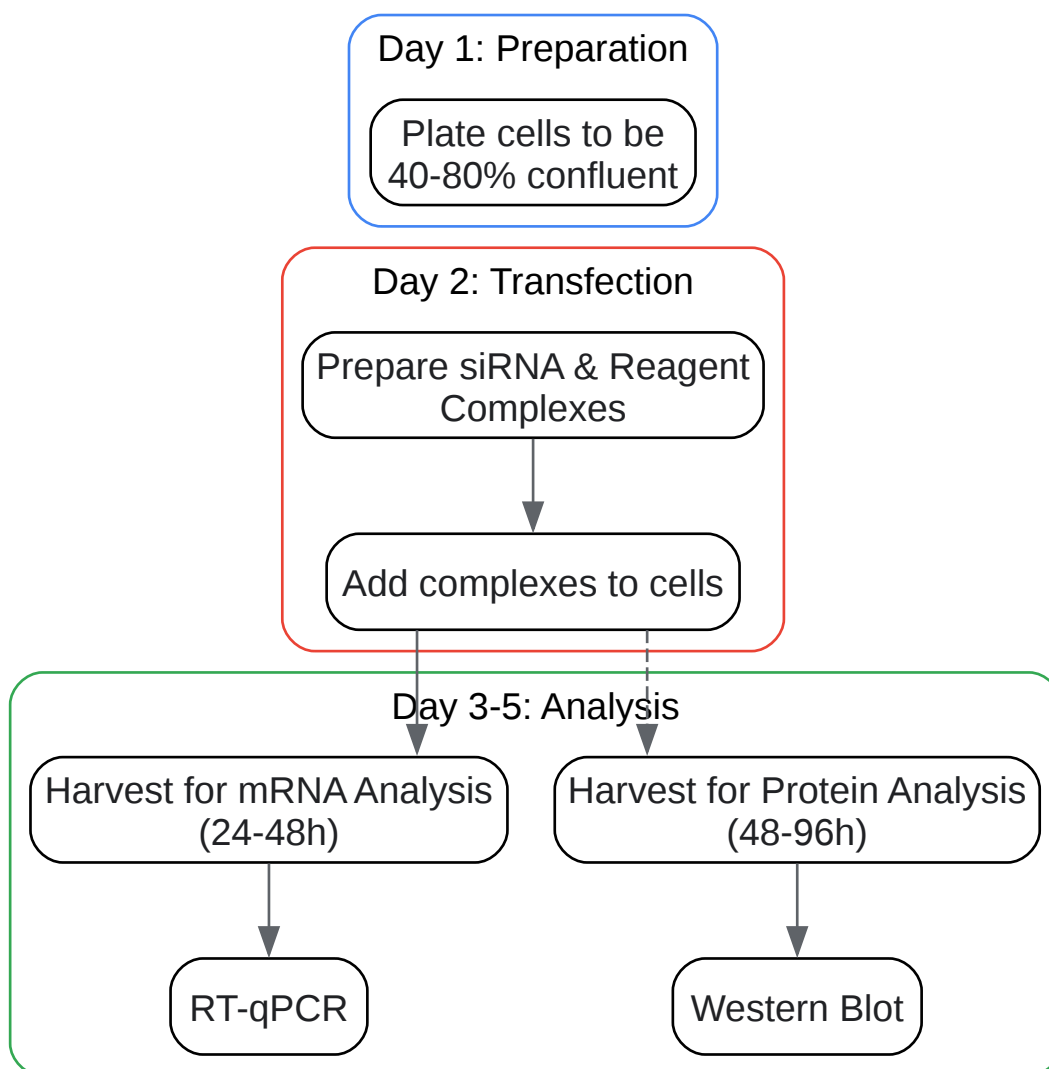 Day 1: Preparation
Plate cells to be
40-80% confluent
Day 2: Transfection
Prepare siRNA & Reagent
Complexes
Add complexes to cells
Day 3-5: Analysis
Harvest for mRNA Analysis
(24-48h)
Harvest for Protein Analysis
(48-96h)
RT-qPCR
Western Blot